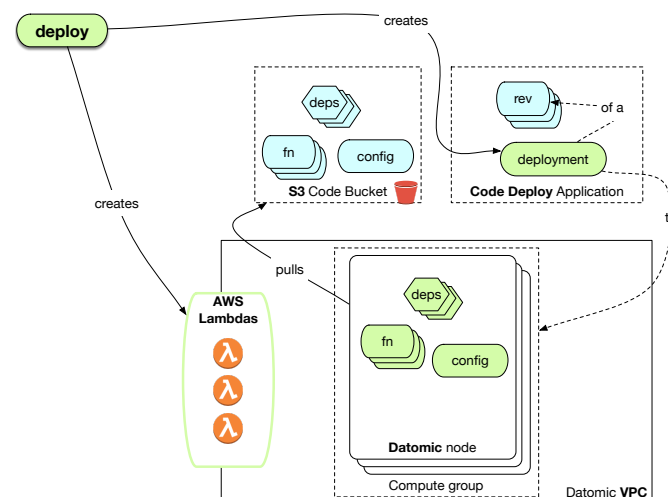 deploy
creates
deps
rev
of a
fn
config
deployment
S3 Code Bucket
Code Deploy Application
creates
t
pulls
AWS
Lambdas
deps
fn
config
Datomic node
Compute group
Datomic VPC